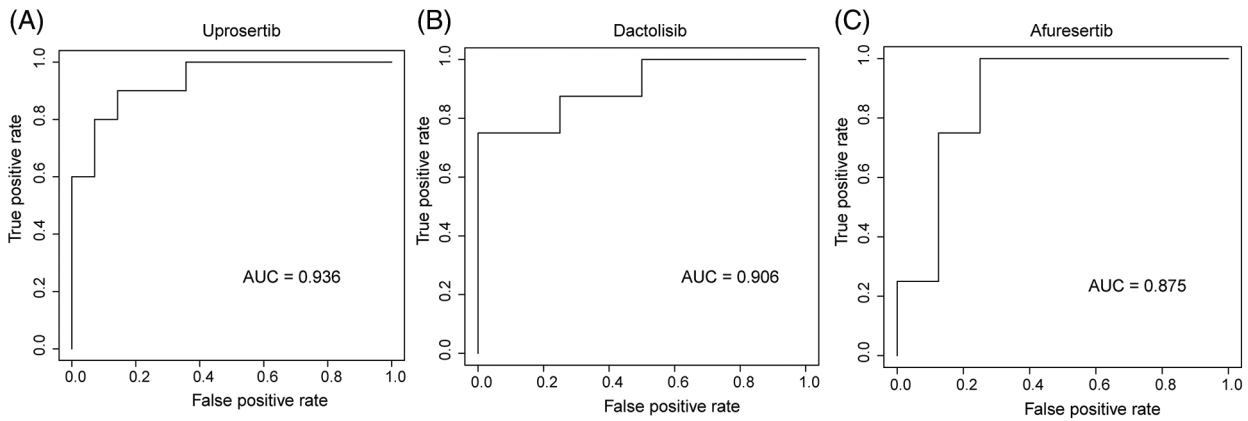 (A)
Uprosertib
True positive rate
1.0
0.8
0.6
0.4
0.2
0.0
AUC = 0.936
0.0 0.2 0.4 0.6 0.8 1.0
False positive rate
(B)
Dactolisib
True positive rate
1.0
0.8
0.6
0.4
0.2
0.0
AUC = 0.906
0.0 0.2 0.4 0.6 0.8 1.0
False positive rate
(C)
Afuresertib
True positive rate
1.0
0.8
0.6
0.4
0.2
0.0
AUC = 0.875
0.0 0.2 0.4 0.6 0.8 1.0
False positive rate